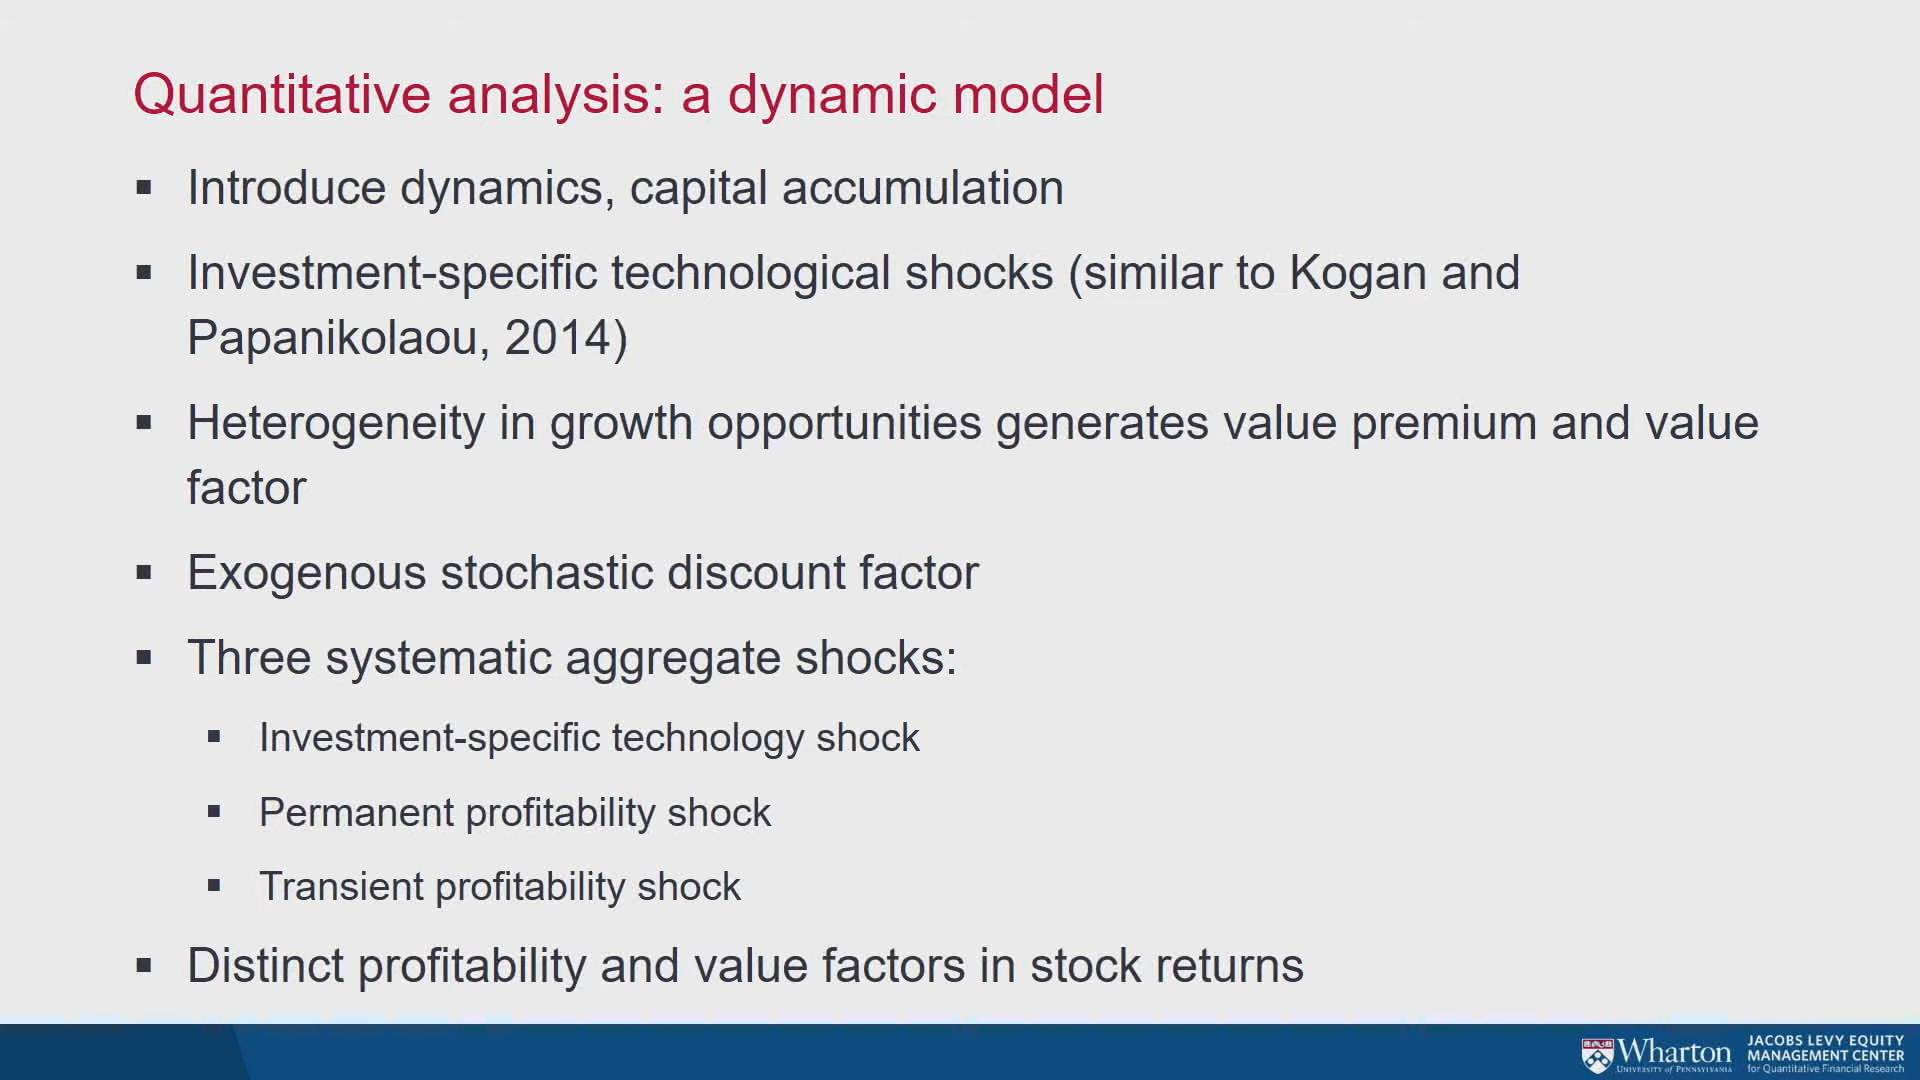 Quantitative analysis: a dynamic model
▪ Introduce dynamics, capital accumulation
▪ Investment-specific technological shocks (similar to Kogan and
Papanikolaou, 2014)
▪ Heterogeneity in growth opportunities generates value premium and value
factor
▪ Exogenous stochastic discount factor
▪ Three systematic aggregate shocks:
▪ Investment-specific technology shock
▪ Permanent profitability shock
▪ Transient profitability shock
▪ Distinct profitability and value factors in stock returns
Wharton
UNIVERSITY of PENNSYLVANIA
JACOBS LEVY EQUITY
MANAGEMENT CENTER
for Quantitative Financial Research